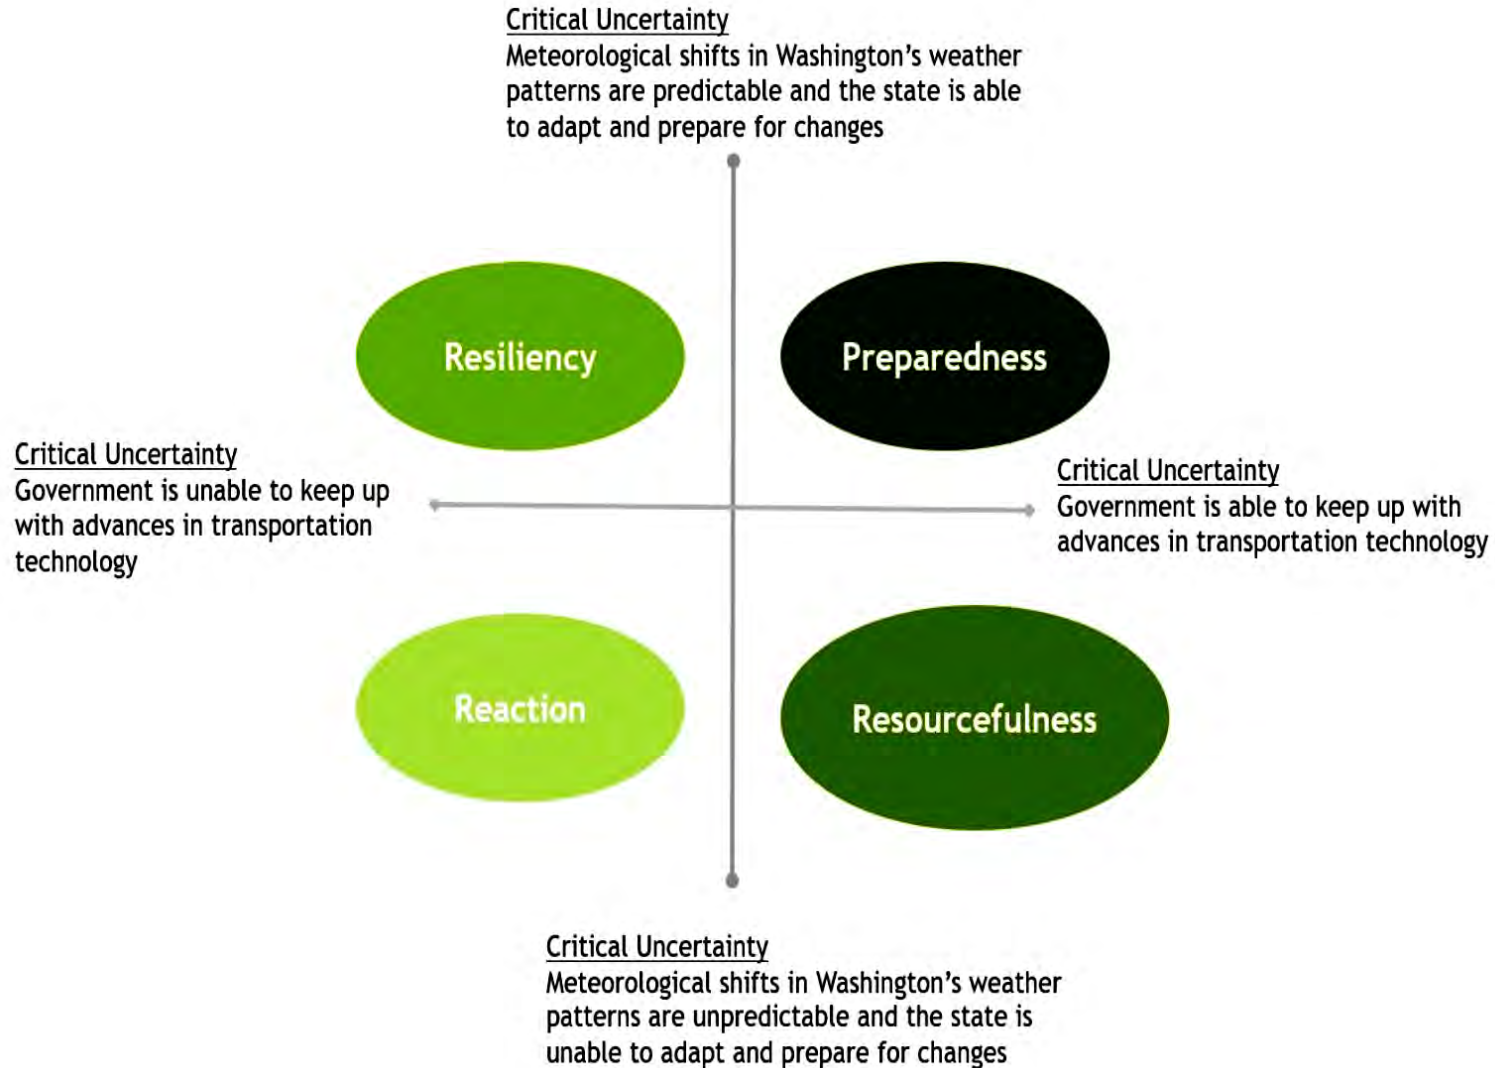 Critical Uncertainty
Meteorological shifts in Washington's weather
patterns are predictable and the state is able
to adapt and prepare for changes
Resiliency
Preparedness
Critical Uncertainty
Government is unable to keep up
with advances in transportation
technology
Critical Uncertainty
Government is able to keep up with
advances in transportation technology
Reaction
Resourcefulness
Critical Uncertainty
Meteorological shifts in Washington's weather
patterns are unpredictable and the state is
unable to adapt and prepare for changes